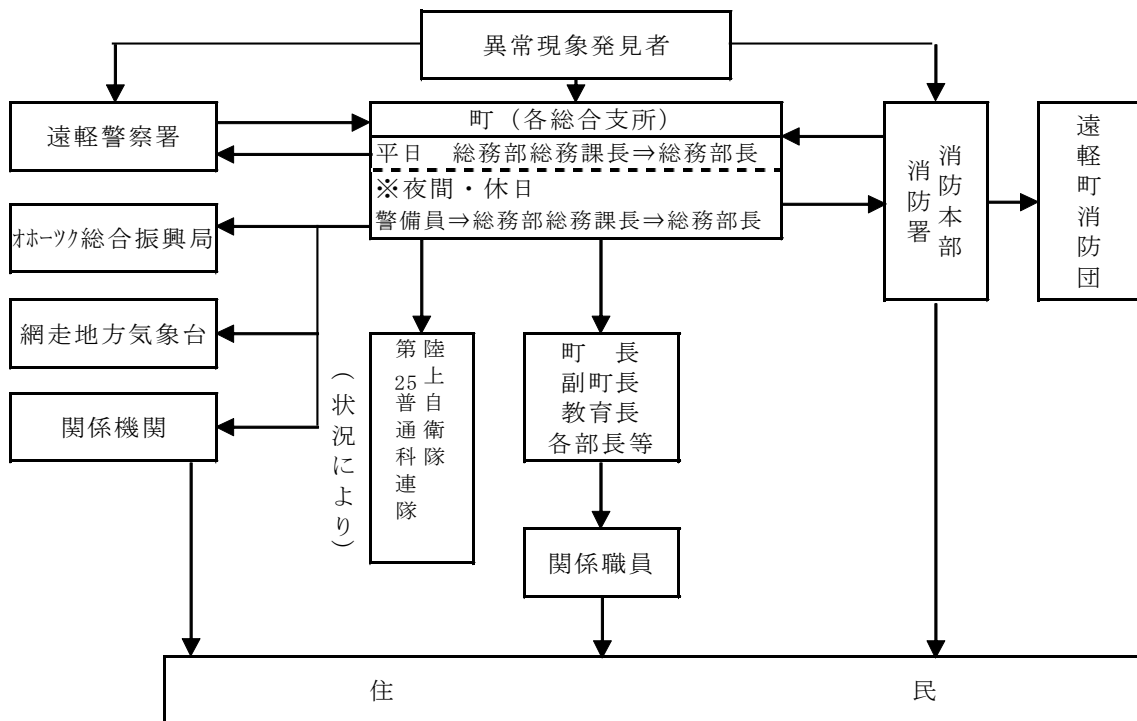 異常現象発見者
遠軽警察署
町（各総合支所）
平日　総務部総務課長⇒総務部長
※夜間・休日
警備員⇒総務部総務課長⇒総務部長
消防本部
消防署
遠軽町消防団
ｵﾎｰﾂｸ総合振興局
網走地方気象台
関係機関
（状況により）
陸上自衛隊
第25普通科連隊
町　長
副町長
教育長
各部長等
関係職員
住　民